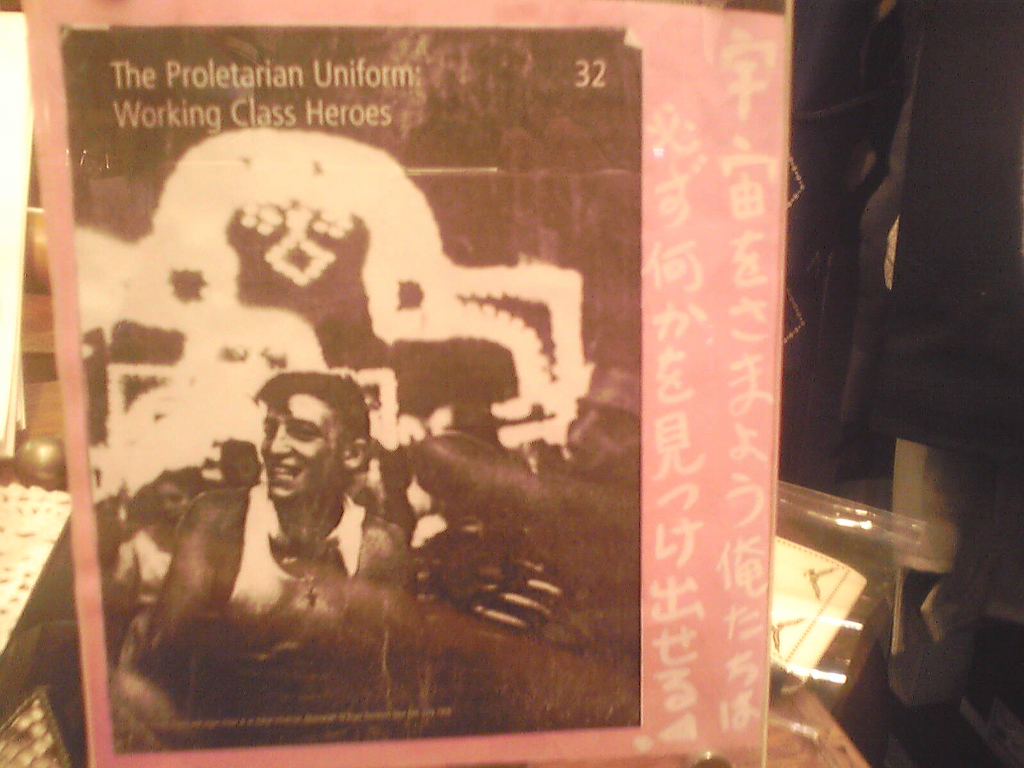 The Proletarian Uniform:
Working Class Heroes
32
宇宙をさまよう俺たちは
必ず何かを見つけ出せる